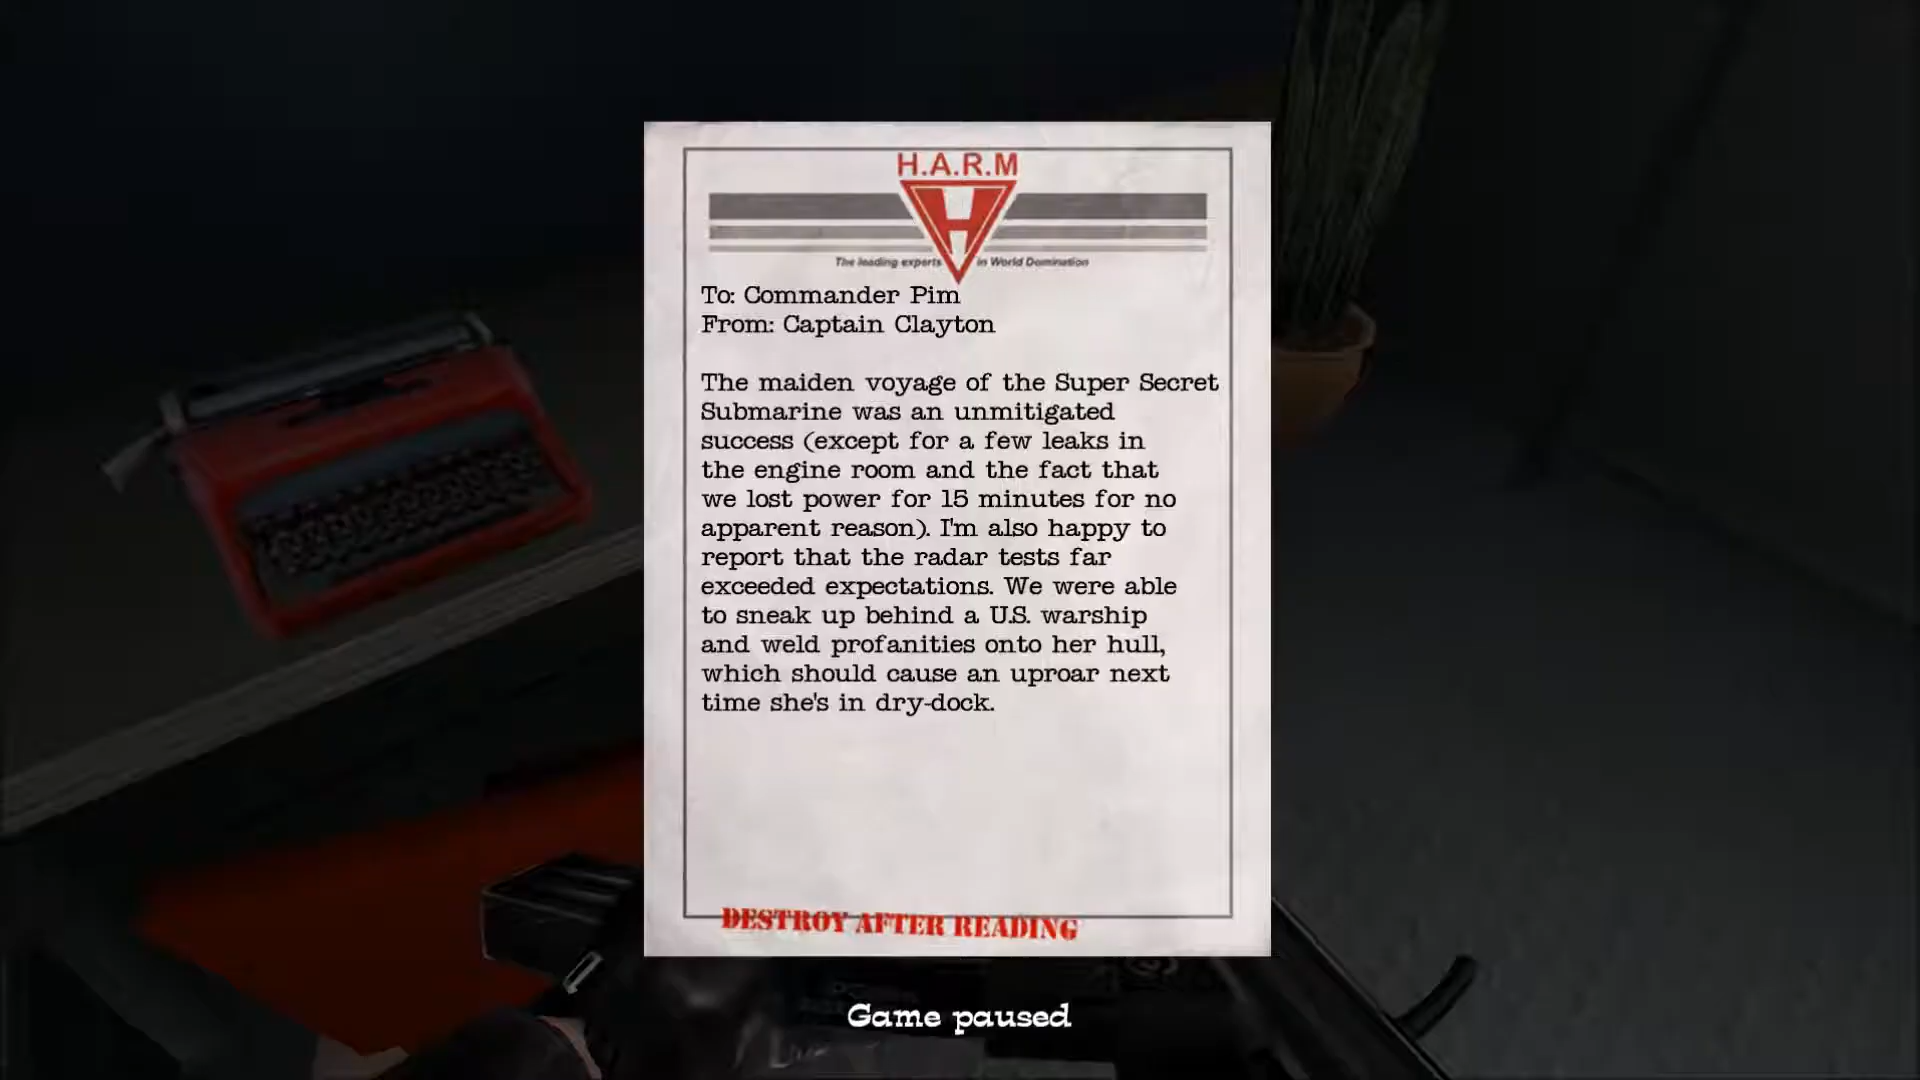 H.A.R.M
H
The leading experts in World Domination
To: Commander Pim
From: Captain Clayton
The maiden voyage of the Super Secret
Submarine was an unmitigated
success (except for a few leaks in
the engine room and the fact that
we lost power for 15 minutes for no
apparent reason). I'm also happy to
report that the radar tests far
exceeded expectations. We were able
to sneak up behind a U.S. warship
and weld profanities onto her hull,
which should cause an uproar next
time she's in dry-dock.
DESTROY AFTER READING
Game paused